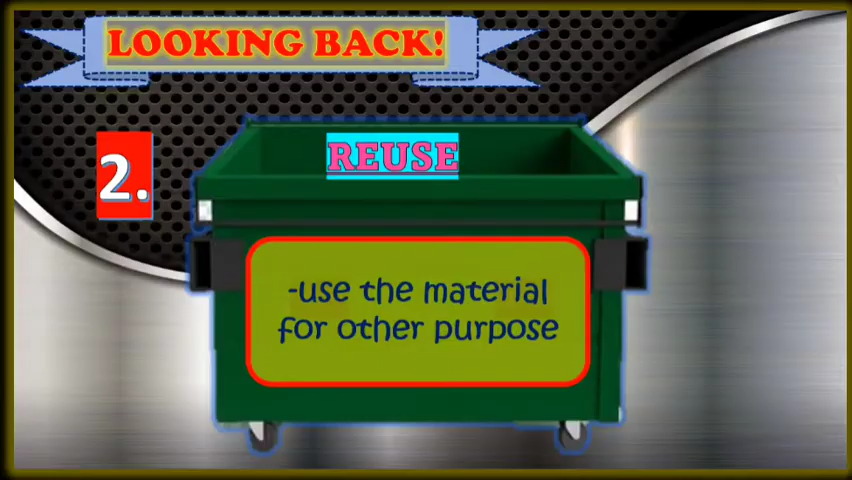 LOOKING BACK!
2.
REUSE
-use the material
for other purpose